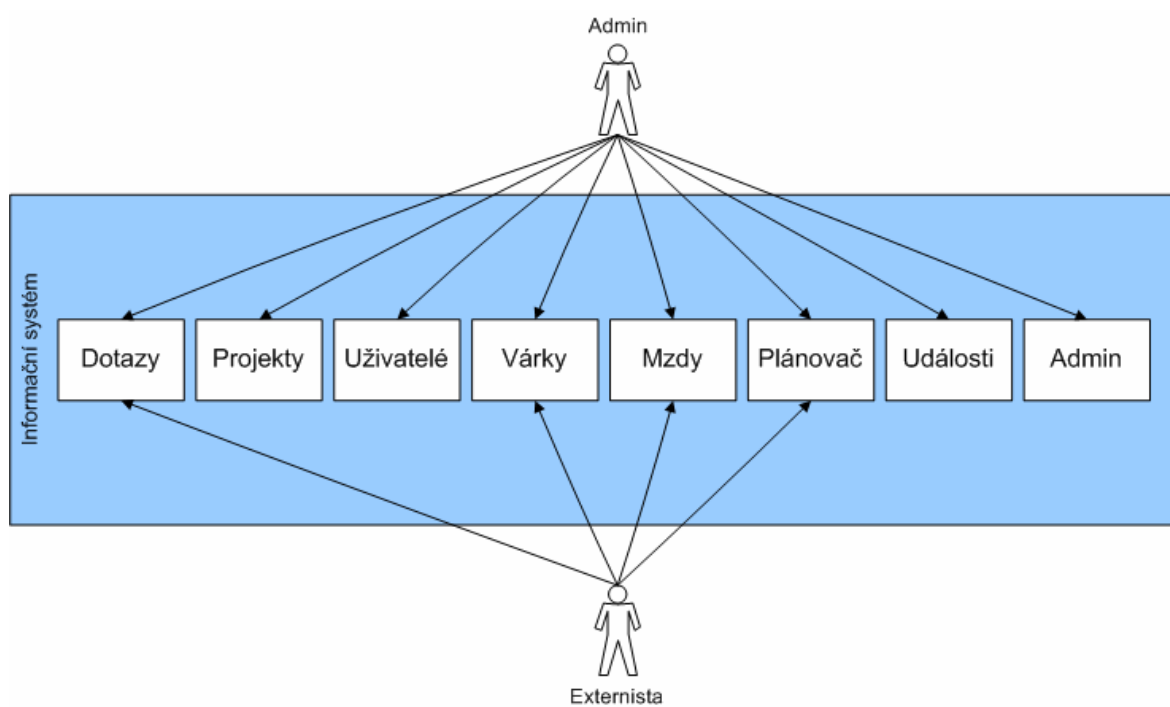 Admin
Informační systém
Dotazy
Projekty
Uživatelé
Várky
Mzdy
Plánovač
Události
Admin
Externista